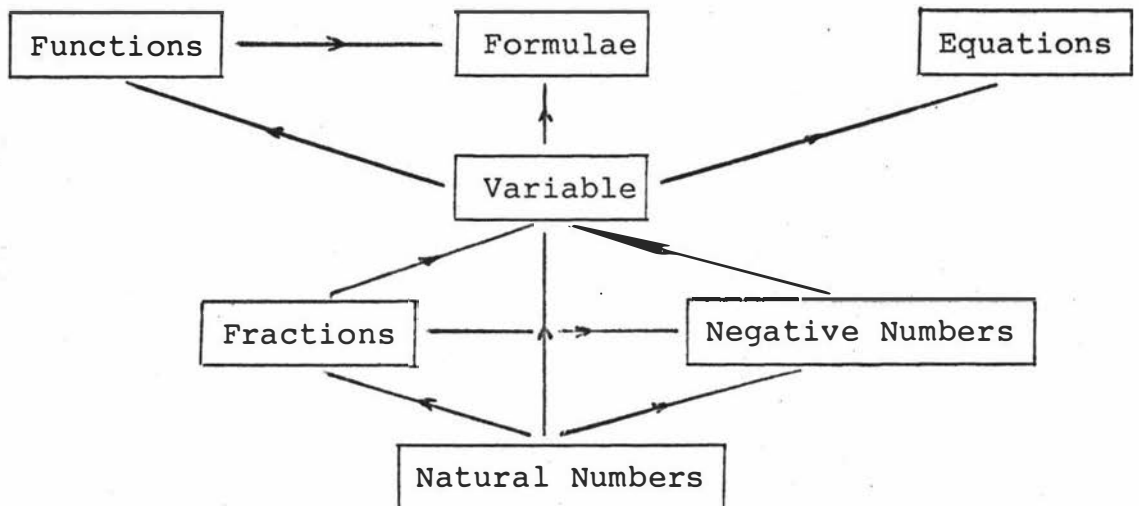 Functions
Formulae
Equations
Variable
Fractions
Negative Numbers
Natural Numbers